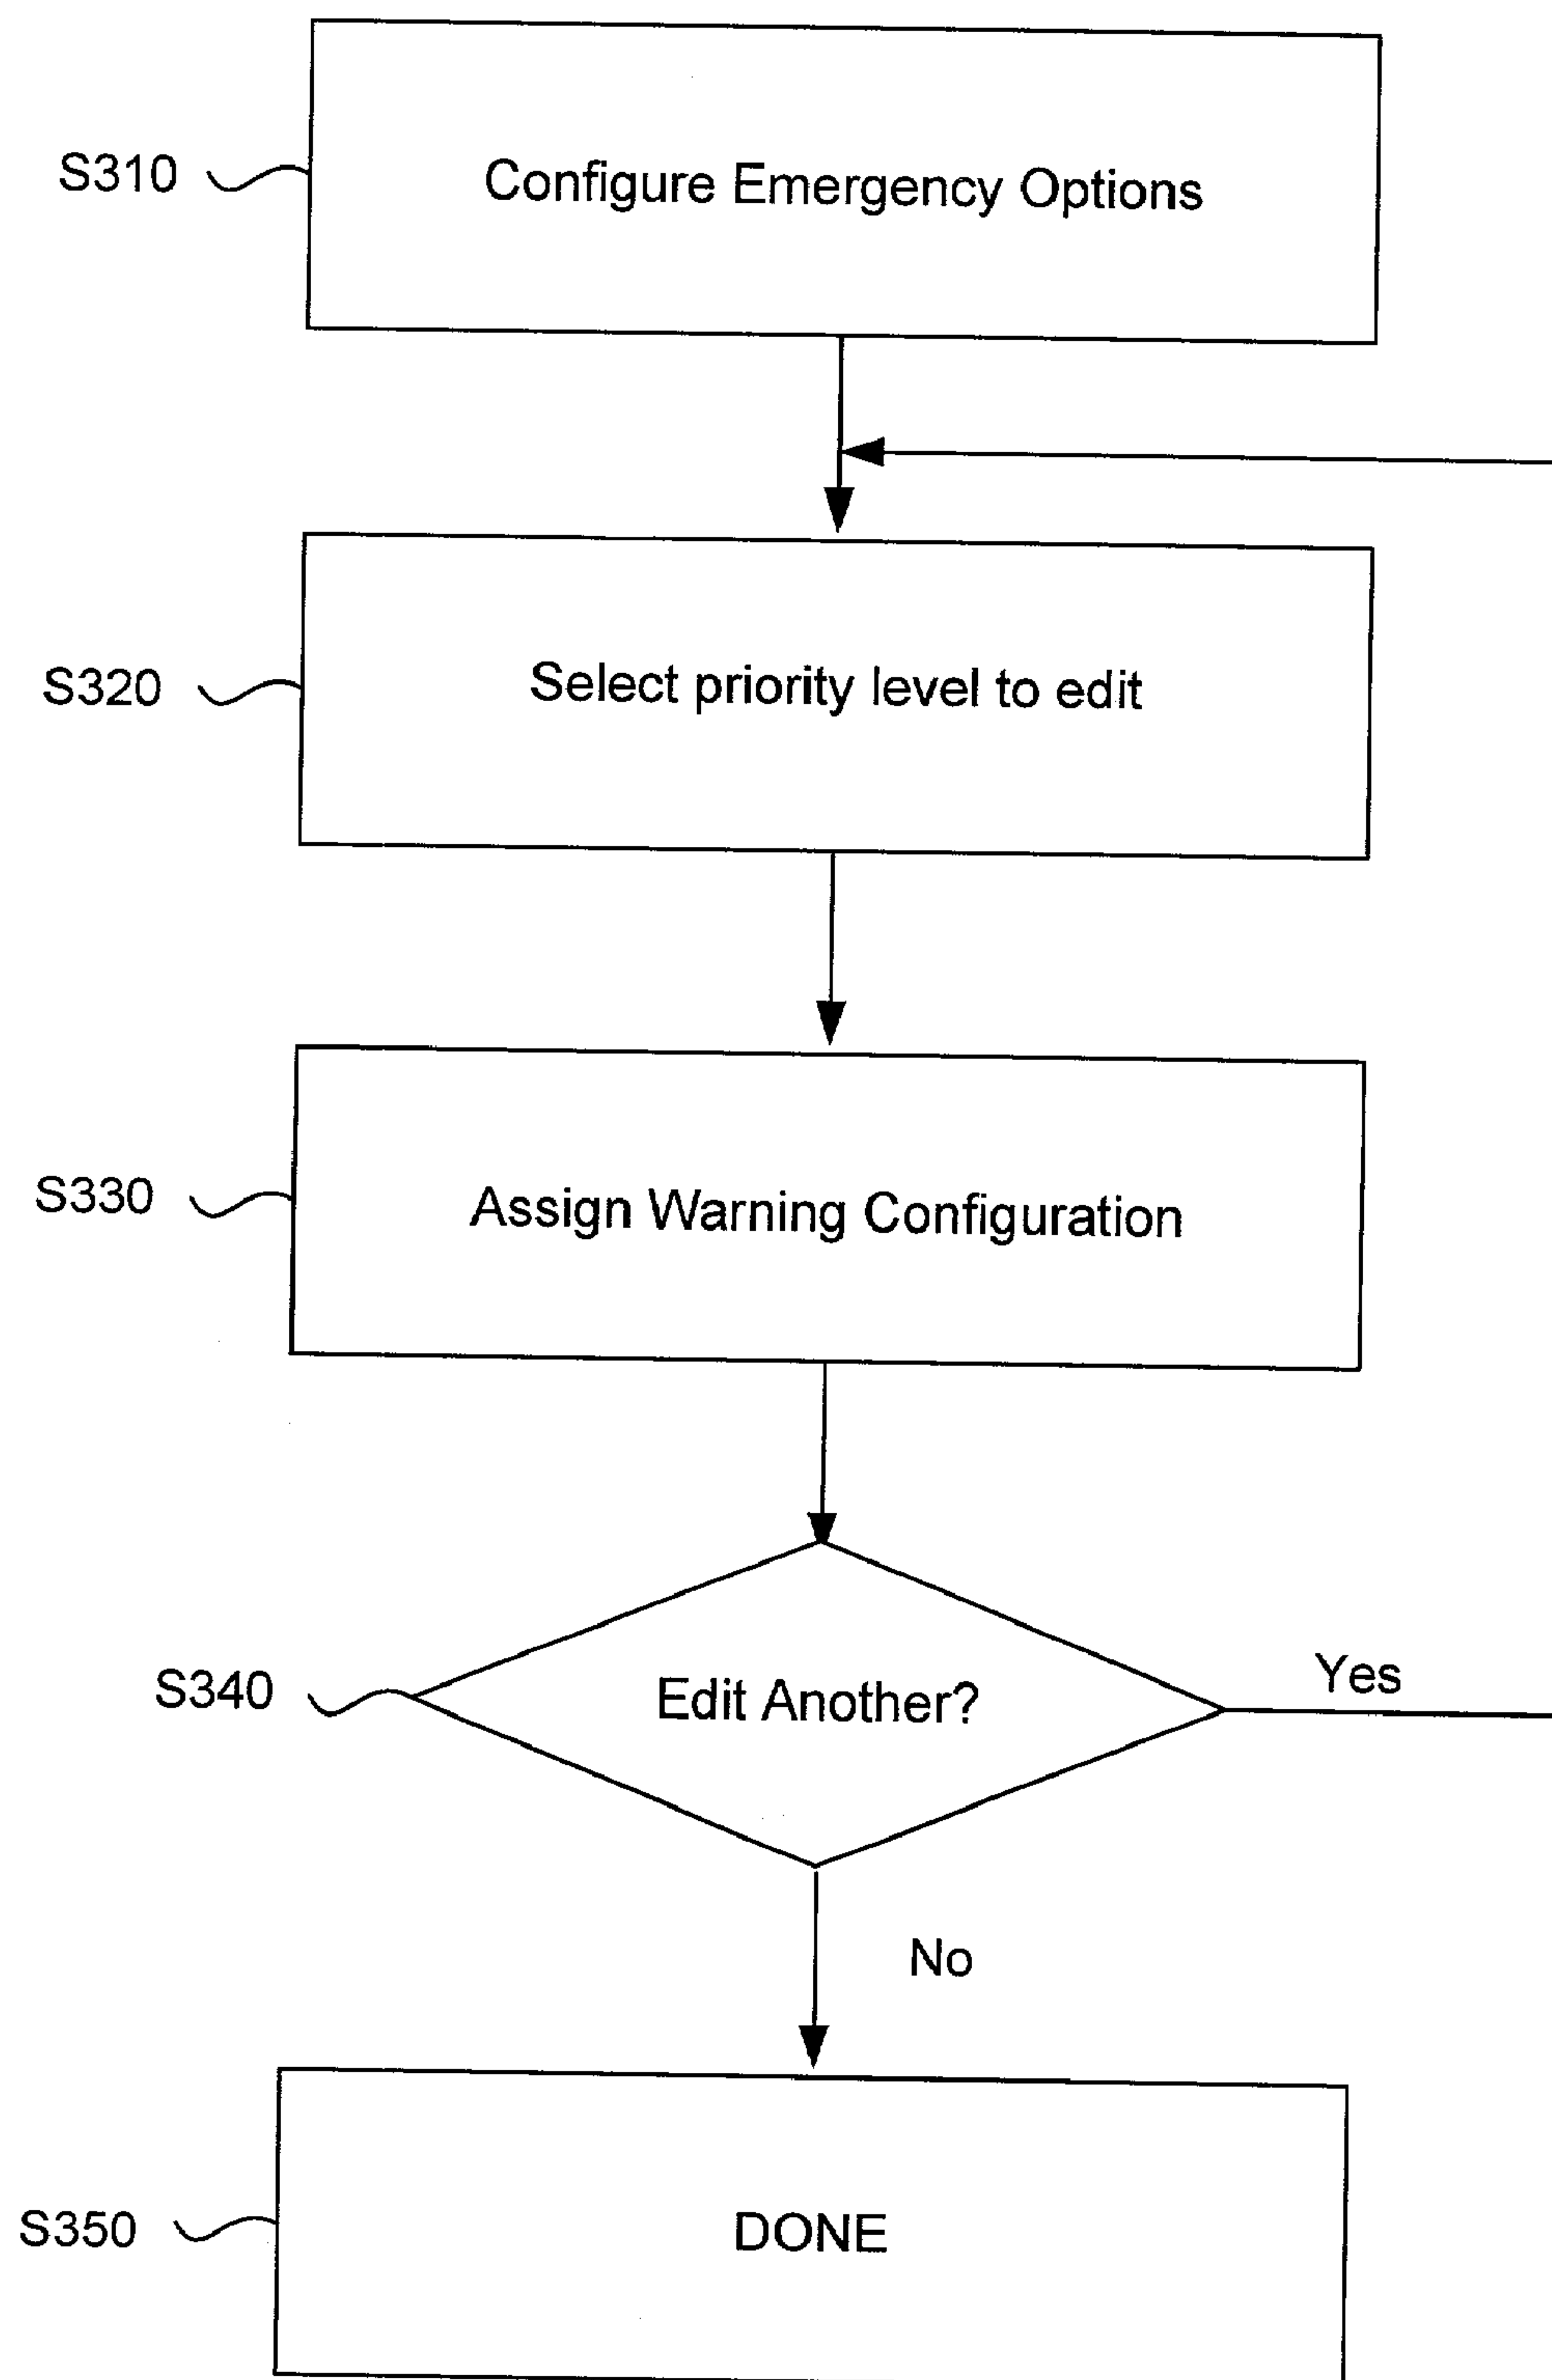 S310
Configure Emergency Options
S320
Select priority level to edit
S330
Assign Warning Configuration
S340
Edit Another?
Yes
No
S350
DONE